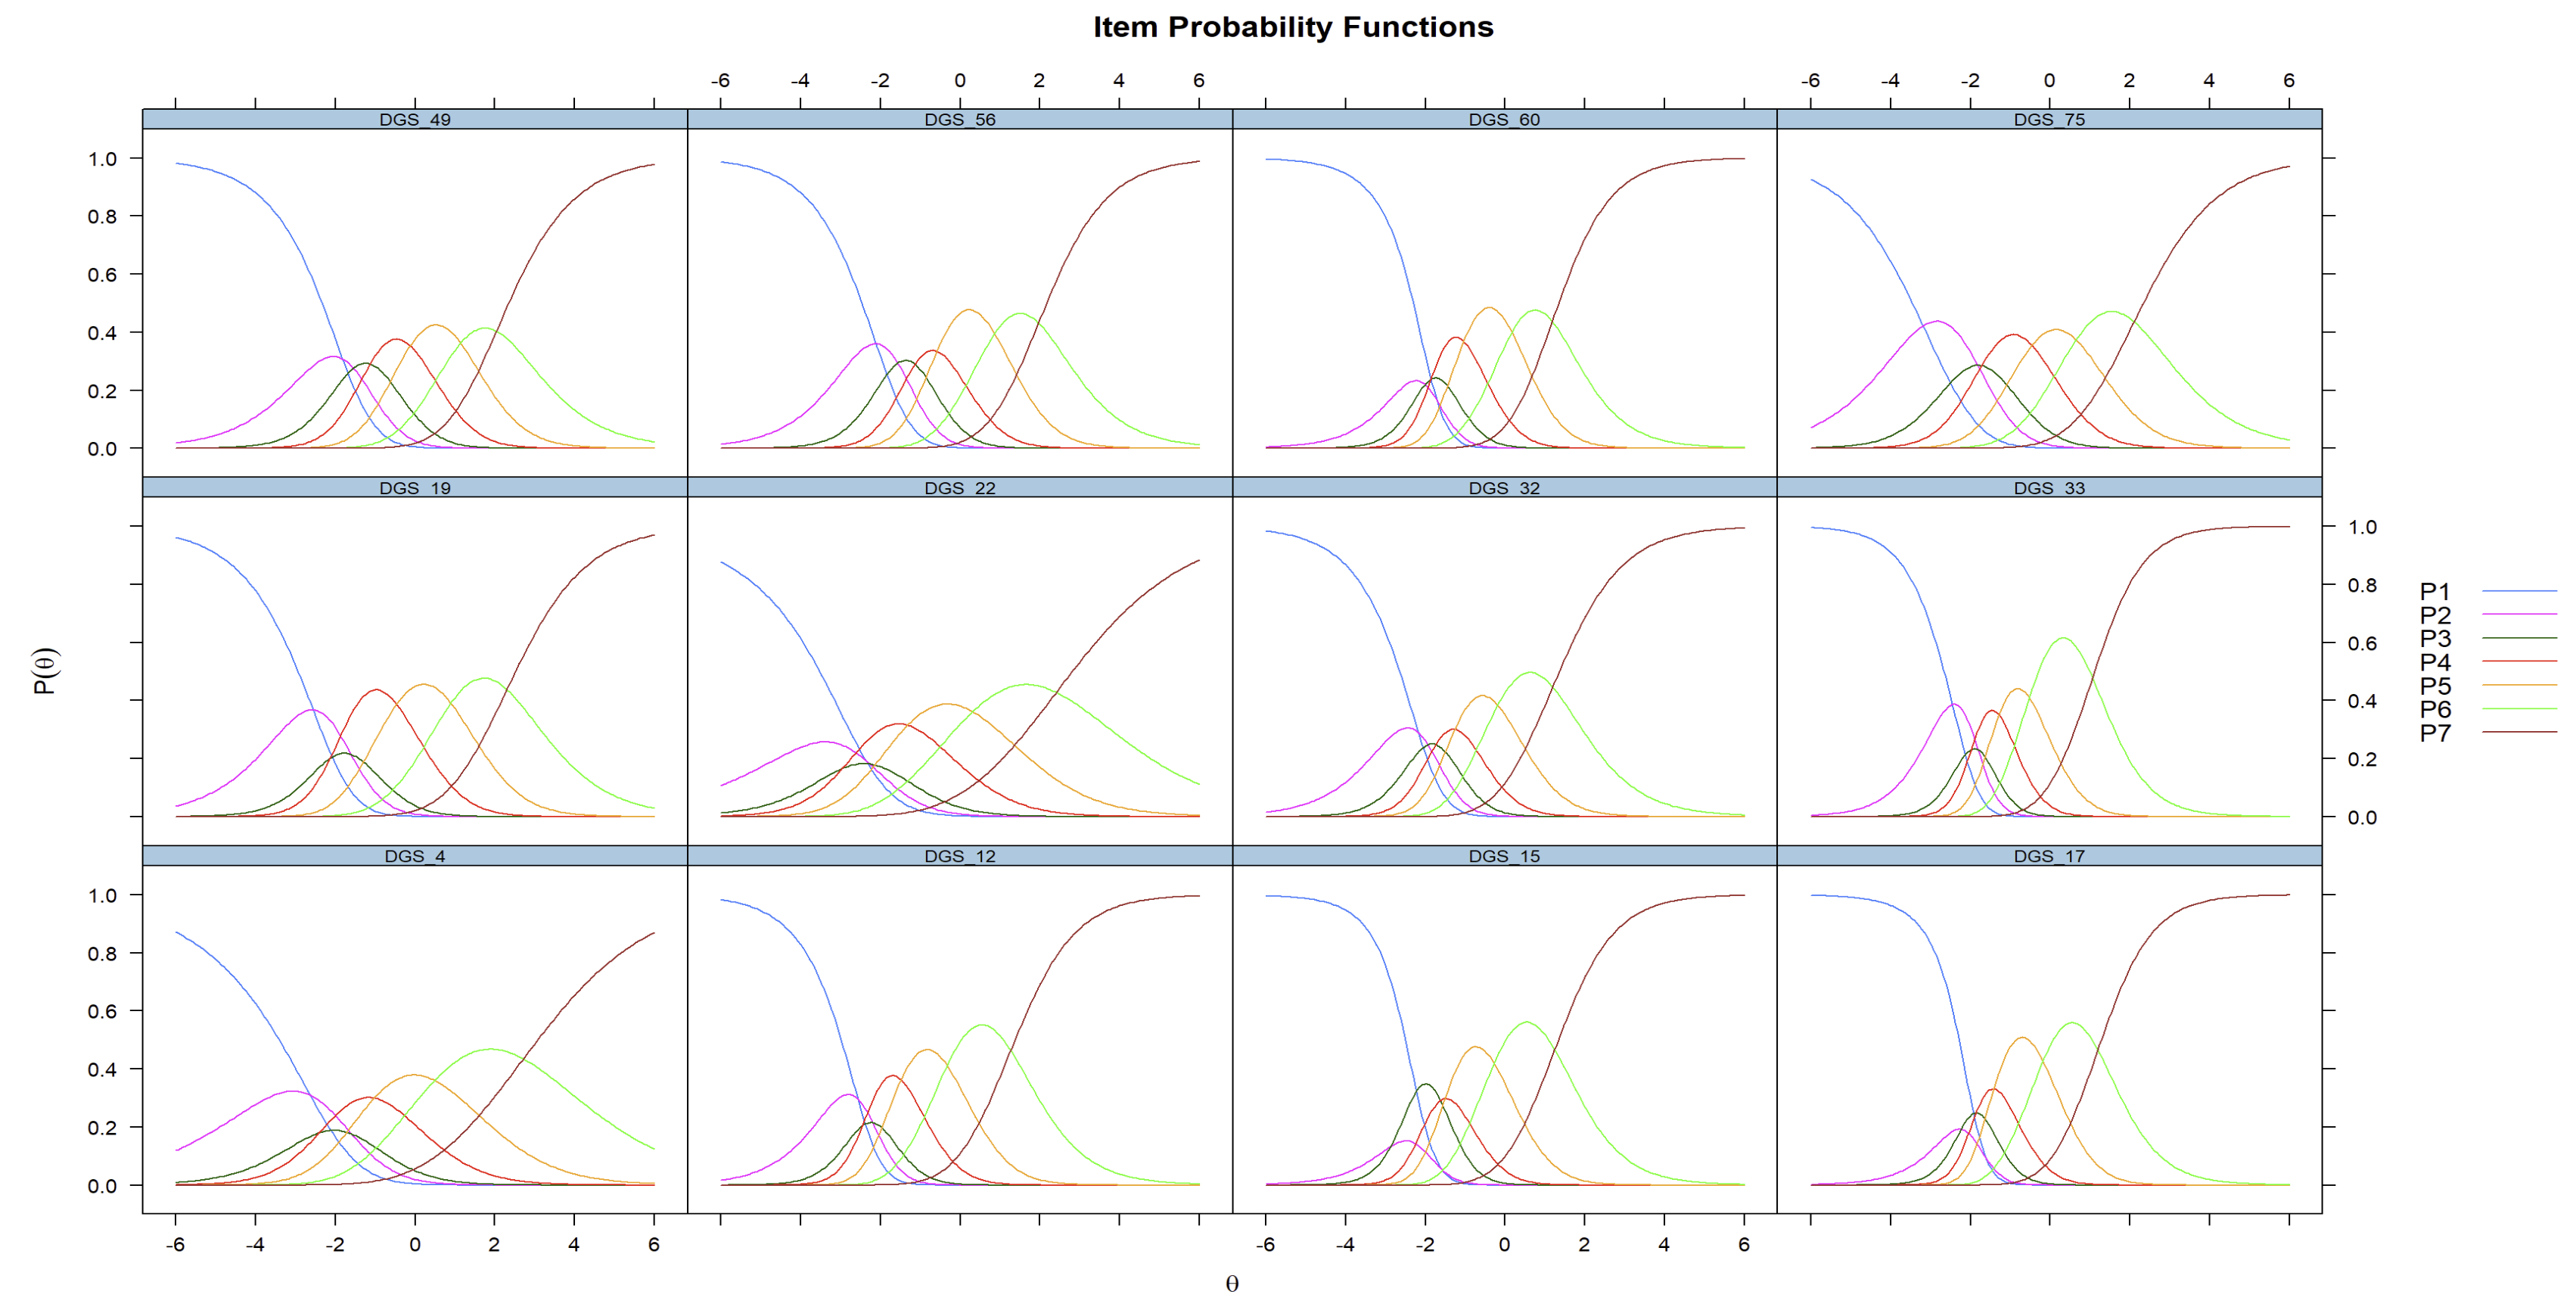 Item Probability Functions
-6 -4 -2 0 2 4 6 -6 -4 -2 0 2 4 6
DGS_49 DGS_56 DGS_60 DGS_75
1.0
0.8
0.6
0.4
0.2
0.0
DGS_19 DGS_22 DGS_32 DGS_33
1.0
0.8
0.6
0.4
0.2
0.0
P(θ)
P1
P2
P3
P4
P5
P6
P7
DGS_4 DGS_12 DGS_15 DGS_17
1.0
0.8
0.6
0.4
0.2
0.0
-6 -4 -2 0 2 4 6 -6 -4 -2 0 2 4 6
θ